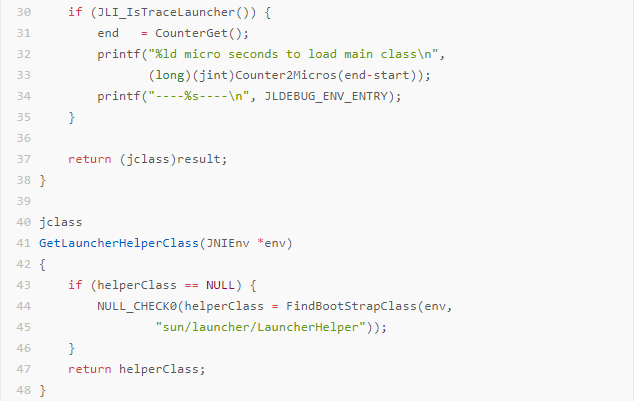 30     if (JLI_IsTraceLauncher()) {
31         end   = CounterGet();
32         printf("%ld micro seconds to load main class\n",
33                (long)(jint)Counter2Micros(end-start));
34         printf("----%s----\n", JLDEBUG_ENV_ENTRY);
35     }
36
37     return (jclass)result;
38 }
39
40 jclass
41 GetLauncherHelperClass(JNIEnv *env)
42 {
43     if (helperClass == NULL) {
44         NULL_CHECK0(helperClass = FindBootStrapClass(env,
45                 "sun/launcher/LauncherHelper"));
46     }
47     return helperClass;
48 }